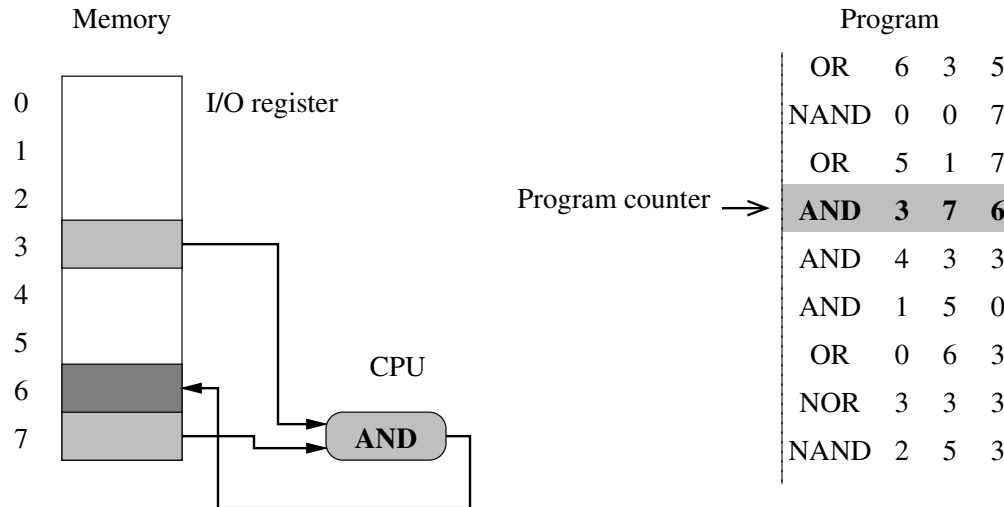 Memory
0
1
2
3
4
5
6
7
I/O register
CPU
AND
Program counter
Program
OR 6 3 5
NAND 0 0 7
OR 5 1 7
AND 3 7 6
AND 4 3 3
AND 1 5 0
OR 0 6 3
NOR 3 3 3
NAND 2 5 3